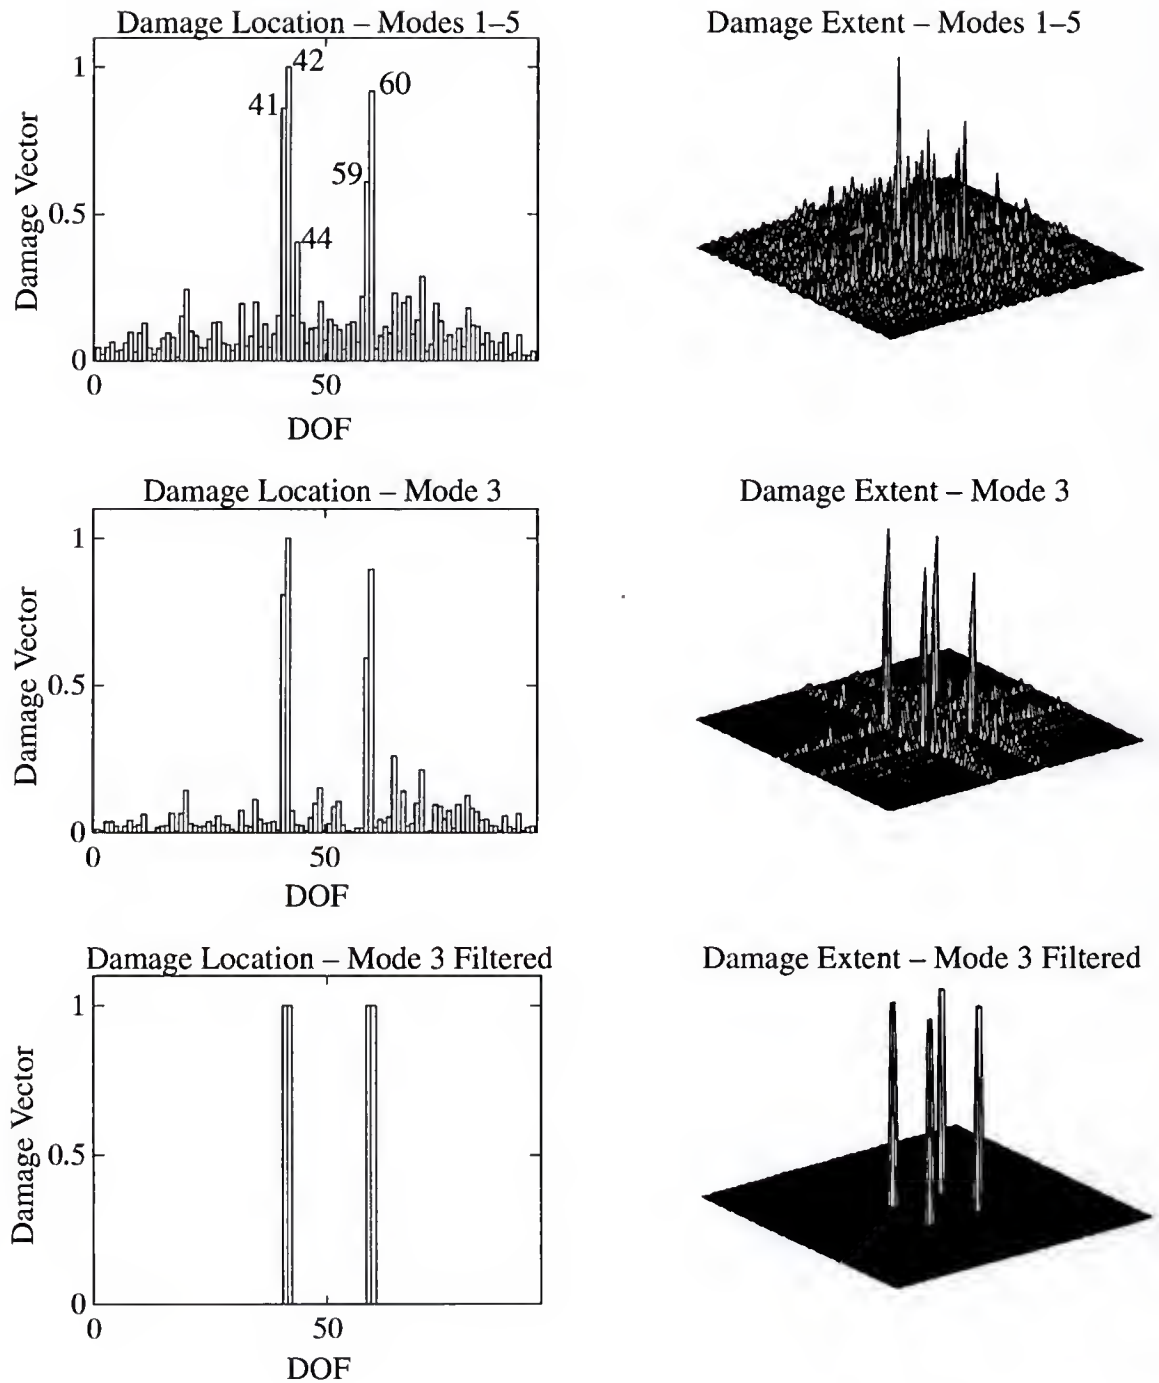 Damage Location – Modes 1–5
Damage Extent – Modes 1–5
Damage Vector
1
0.5
0
41
42
44
59
60
0
50
DOF
Damage Location – Mode 3
Damage Extent – Mode 3
Damage Vector
1
0.5
0
0
50
DOF
Damage Location – Mode 3 Filtered
Damage Extent – Mode 3 Filtered
Damage Vector
1
0.5
0
0
50
DOF